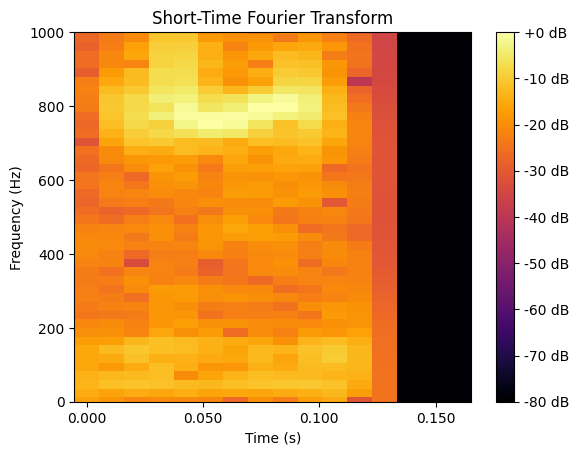 Short-Time Fourier Transform
1000
800
600
400
200
0
Frequency (Hz)
0.000
0.050
0.100
0.150
Time (s)
+0 dB
-10 dB
-20 dB
-30 dB
-40 dB
-50 dB
-60 dB
-70 dB
-80 dB